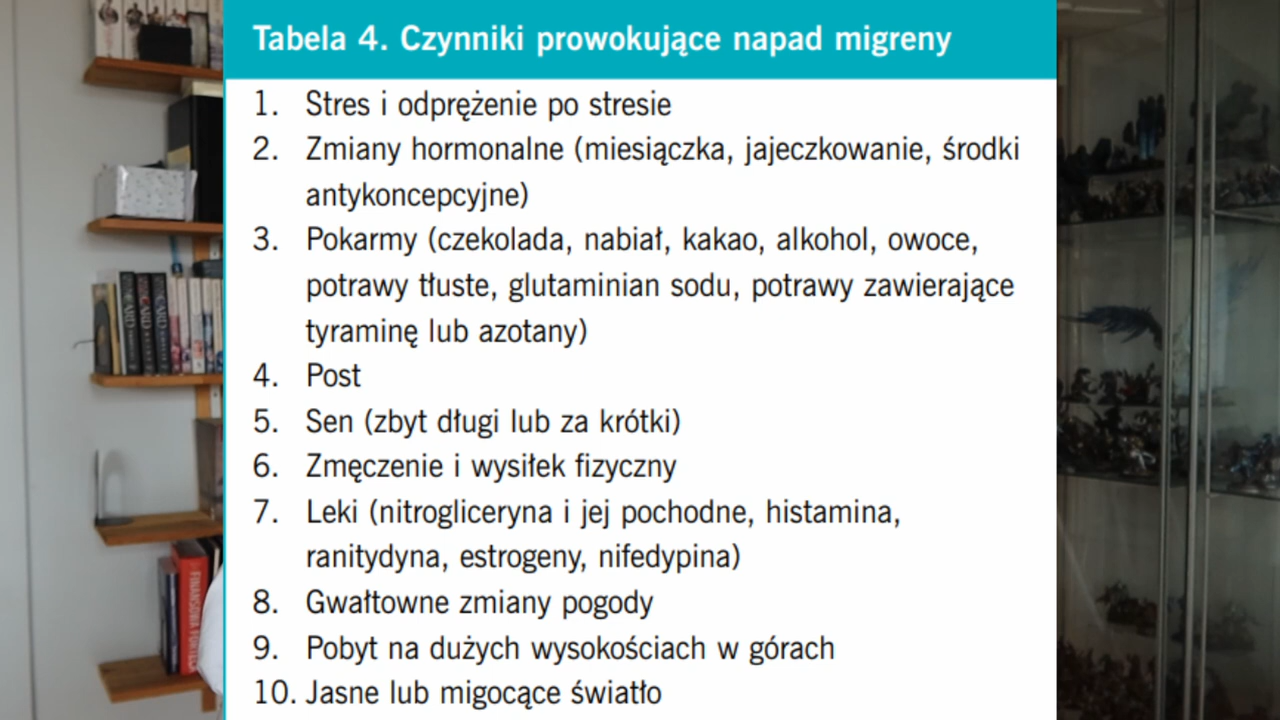 Tabela 4. Czynniki prowokujące napad migreny
1. Stres i odprężenie po stresie
2. Zmiany hormonalne (miesiączka, jajeczkowanie, środki
antykoncepcyjne)
3. Pokarmy (czekolada, nabiał, kakao, alkohol, owoce,
potrawy tłuste, glutaminian sodu, potrawy zawierające
tyraminę lub azotany)
4. Post
5. Sen (zbyt długi lub za krótki)
6. Zmęczenie i wysiłek fizyczny
7. Leki (nitrogliceryna i jej pochodne, histamina,
ranitydyna, estrogeny, nifedypina)
8. Gwałtowne zmiany pogody
9. Pobyt na dużych wysokościach w górach
10. Jasne lub migocące światło
FINANSOWA FORTECA